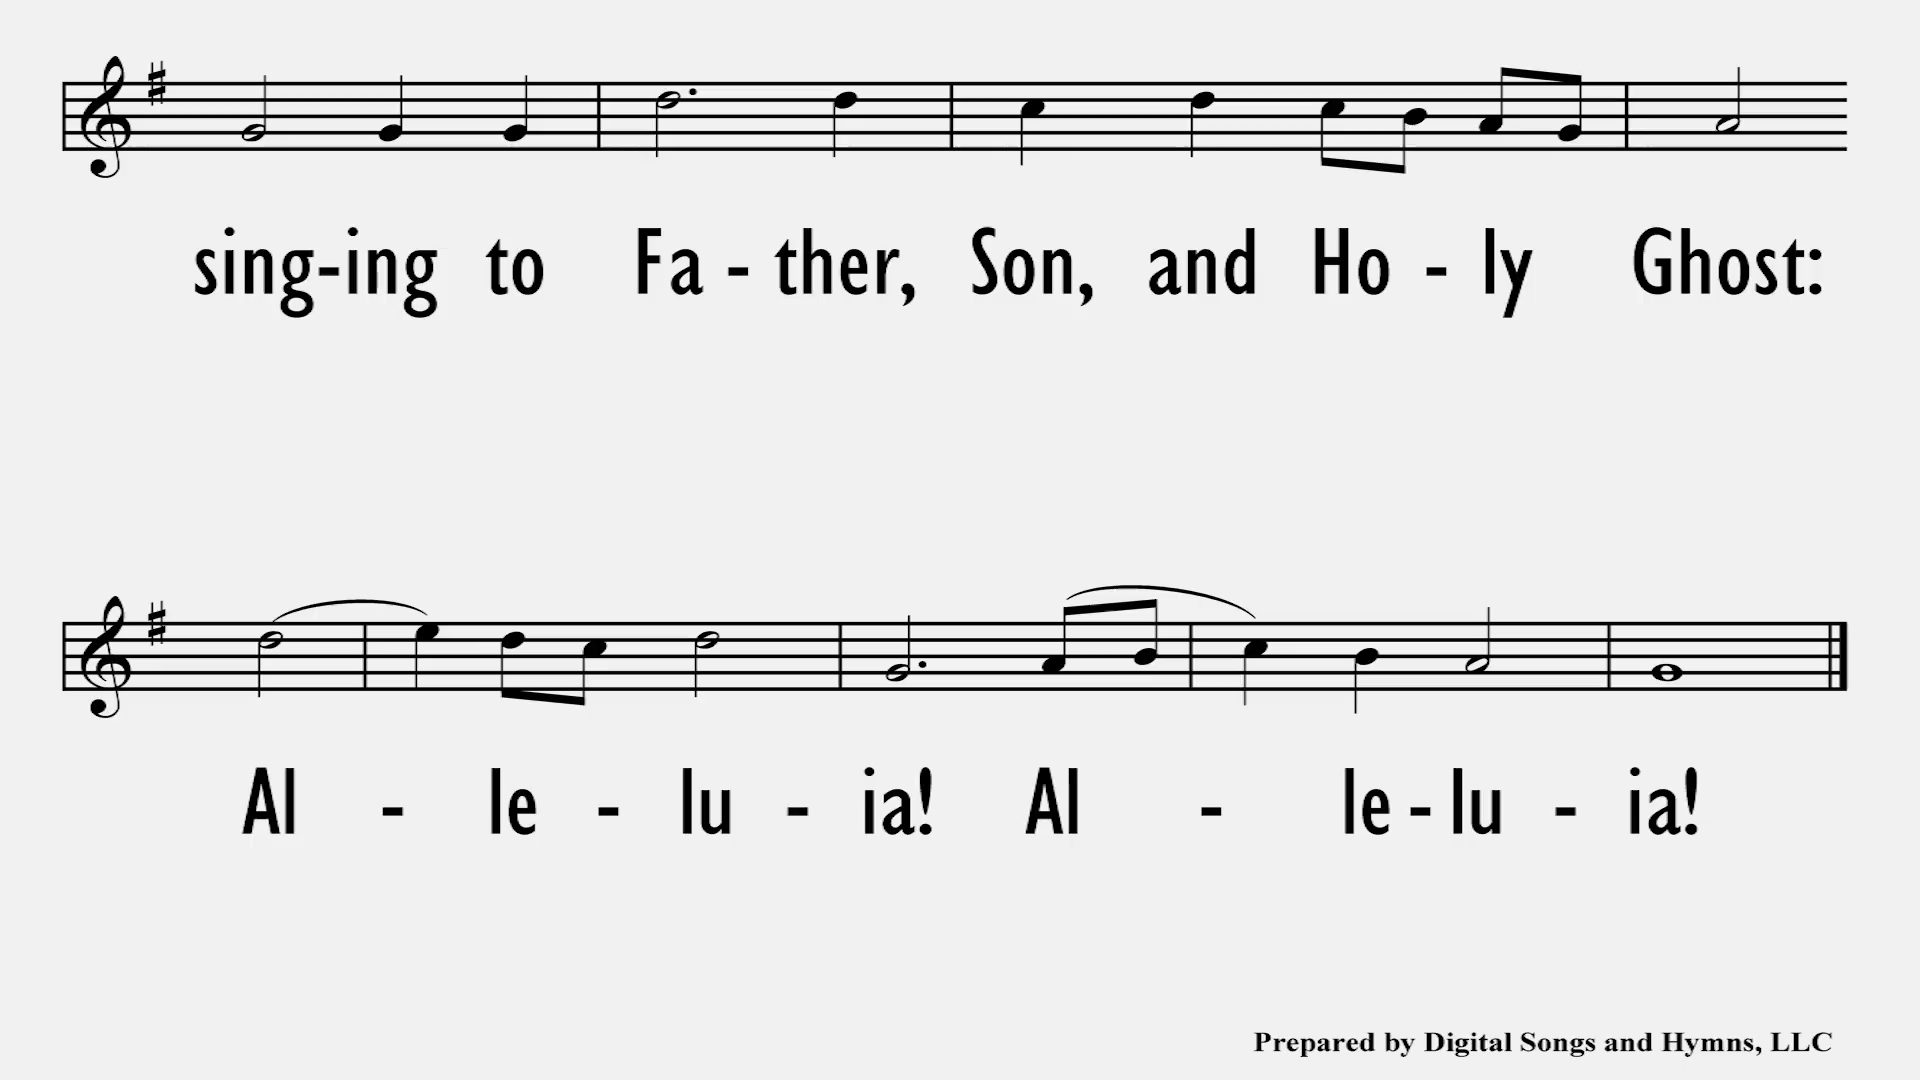 sing-ing to Fa - ther, Son, and Ho - ly Ghost:
Al - le - lu - ia! Al - le - lu - ia!
Prepared by Digital Songs and Hymns, LLC